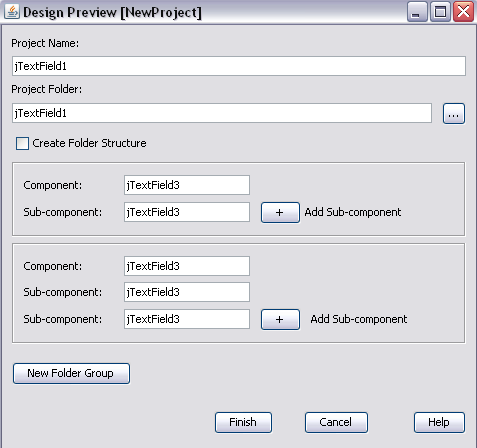 Design Preview [NewProject]
Project Name:
jTextField1
Project Folder:
jTextField1 ...
Create Folder Structure
Component: jTextField3
Sub-component: jTextField3 + Add Sub-component
Component: jTextField3
Sub-component: jTextField3
Sub-component: jTextField3 + Add Sub-component
New Folder Group
Finish Cancel Help